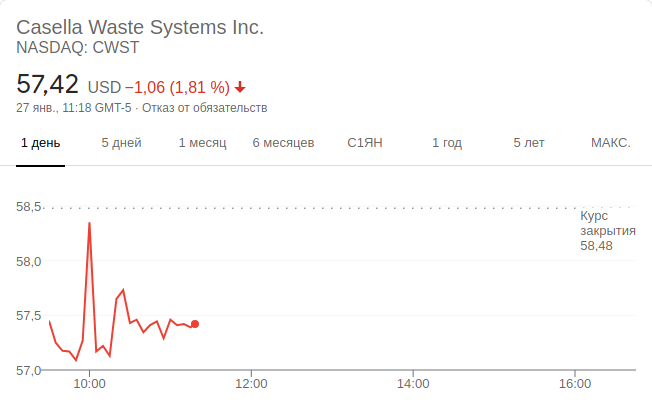 Casella Waste Systems Inc.
NASDAQ: CWST
57,42 USD −1,06 (1,81 %)
27 янв., 11:18 GMT-5 · Отказ от обязательств
1 день 5 дней 1 месяц 6 месяцев С1ЯН 1 год 5 лет МАКС.
58,5
Курс
закрытия
58,48
58,0
57,5
57,0
10:00 12:00 14:00 16:00